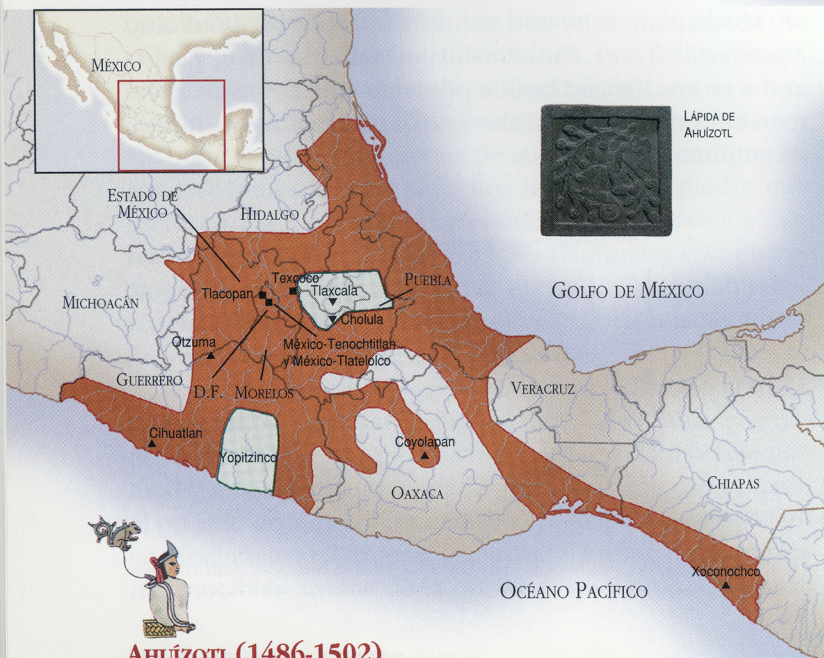 MÉXICO
LÁPIDA DE
AHUÍZOTL
ESTADO DE
MÉXICO
HIDALGO
Texcoco
PUEBLA
Tlacopan
Tlaxcala
GOLFO DE MÉXICO
MICHOACÁN
Cholula
Otzuma
México-Tenochtitlan
y México-Tlatelolco
GUERRERO
D.F.
MORELOS
VERACRUZ
Cihuatlan
Coyolapan
Yopitzinco
CHIAPAS
OAXACA
Xoconochco
OCÉANO PACÍFICO
AHUÍZOTL (1486-1502)